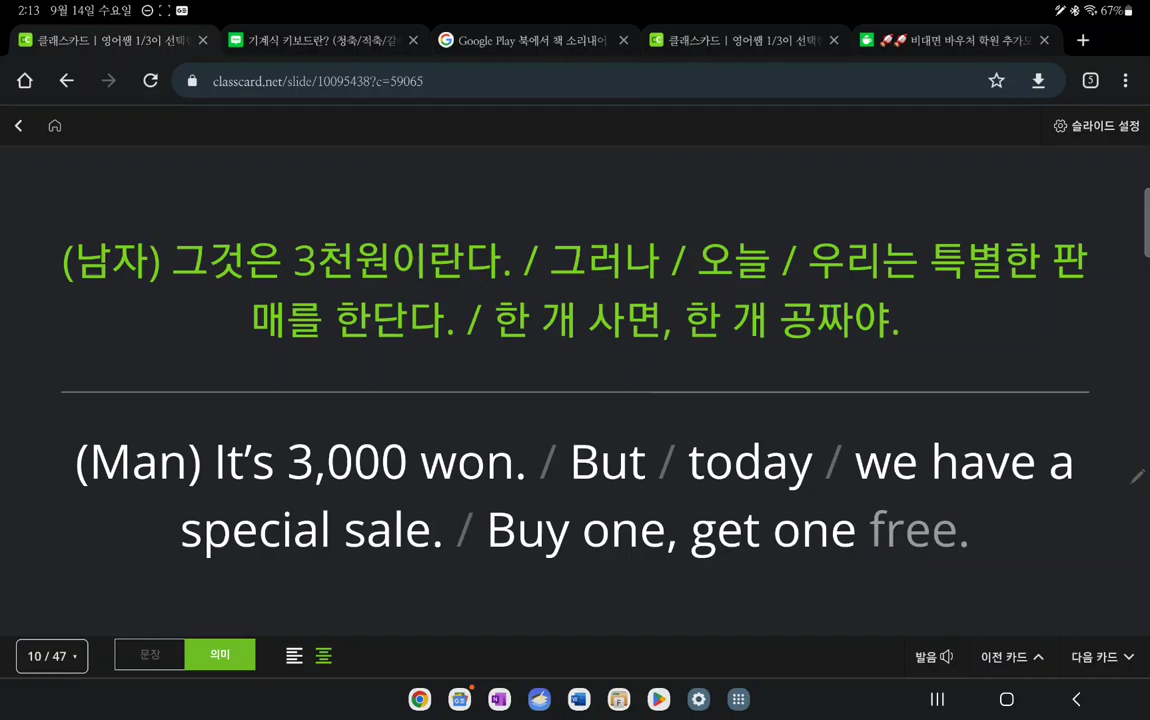 2:13 9월 14일 수요일 67%
클래스카드 | 영어쌤 1/3이 선택한
기계식 키보드란? (청축/적축/갈
Google Play 북에서 책 소리내어
클래스카드 | 영어쌤 1/3이 선택한
비대면 바우처 학원 추가모
classcard.net/slide/10095438?c=59065
5
슬라이드 설정
(남자) 그것은 3천원이란다. / 그러나 / 오늘 / 우리는 특별한 판
매를 한단다. / 한 개 사면, 한 개 공짜야.
(Man) It's 3,000 won. / But / today / we have a
special sale. / Buy one, get one free.
10 / 47
문장 의미
발음 이전 카드 다음 카드